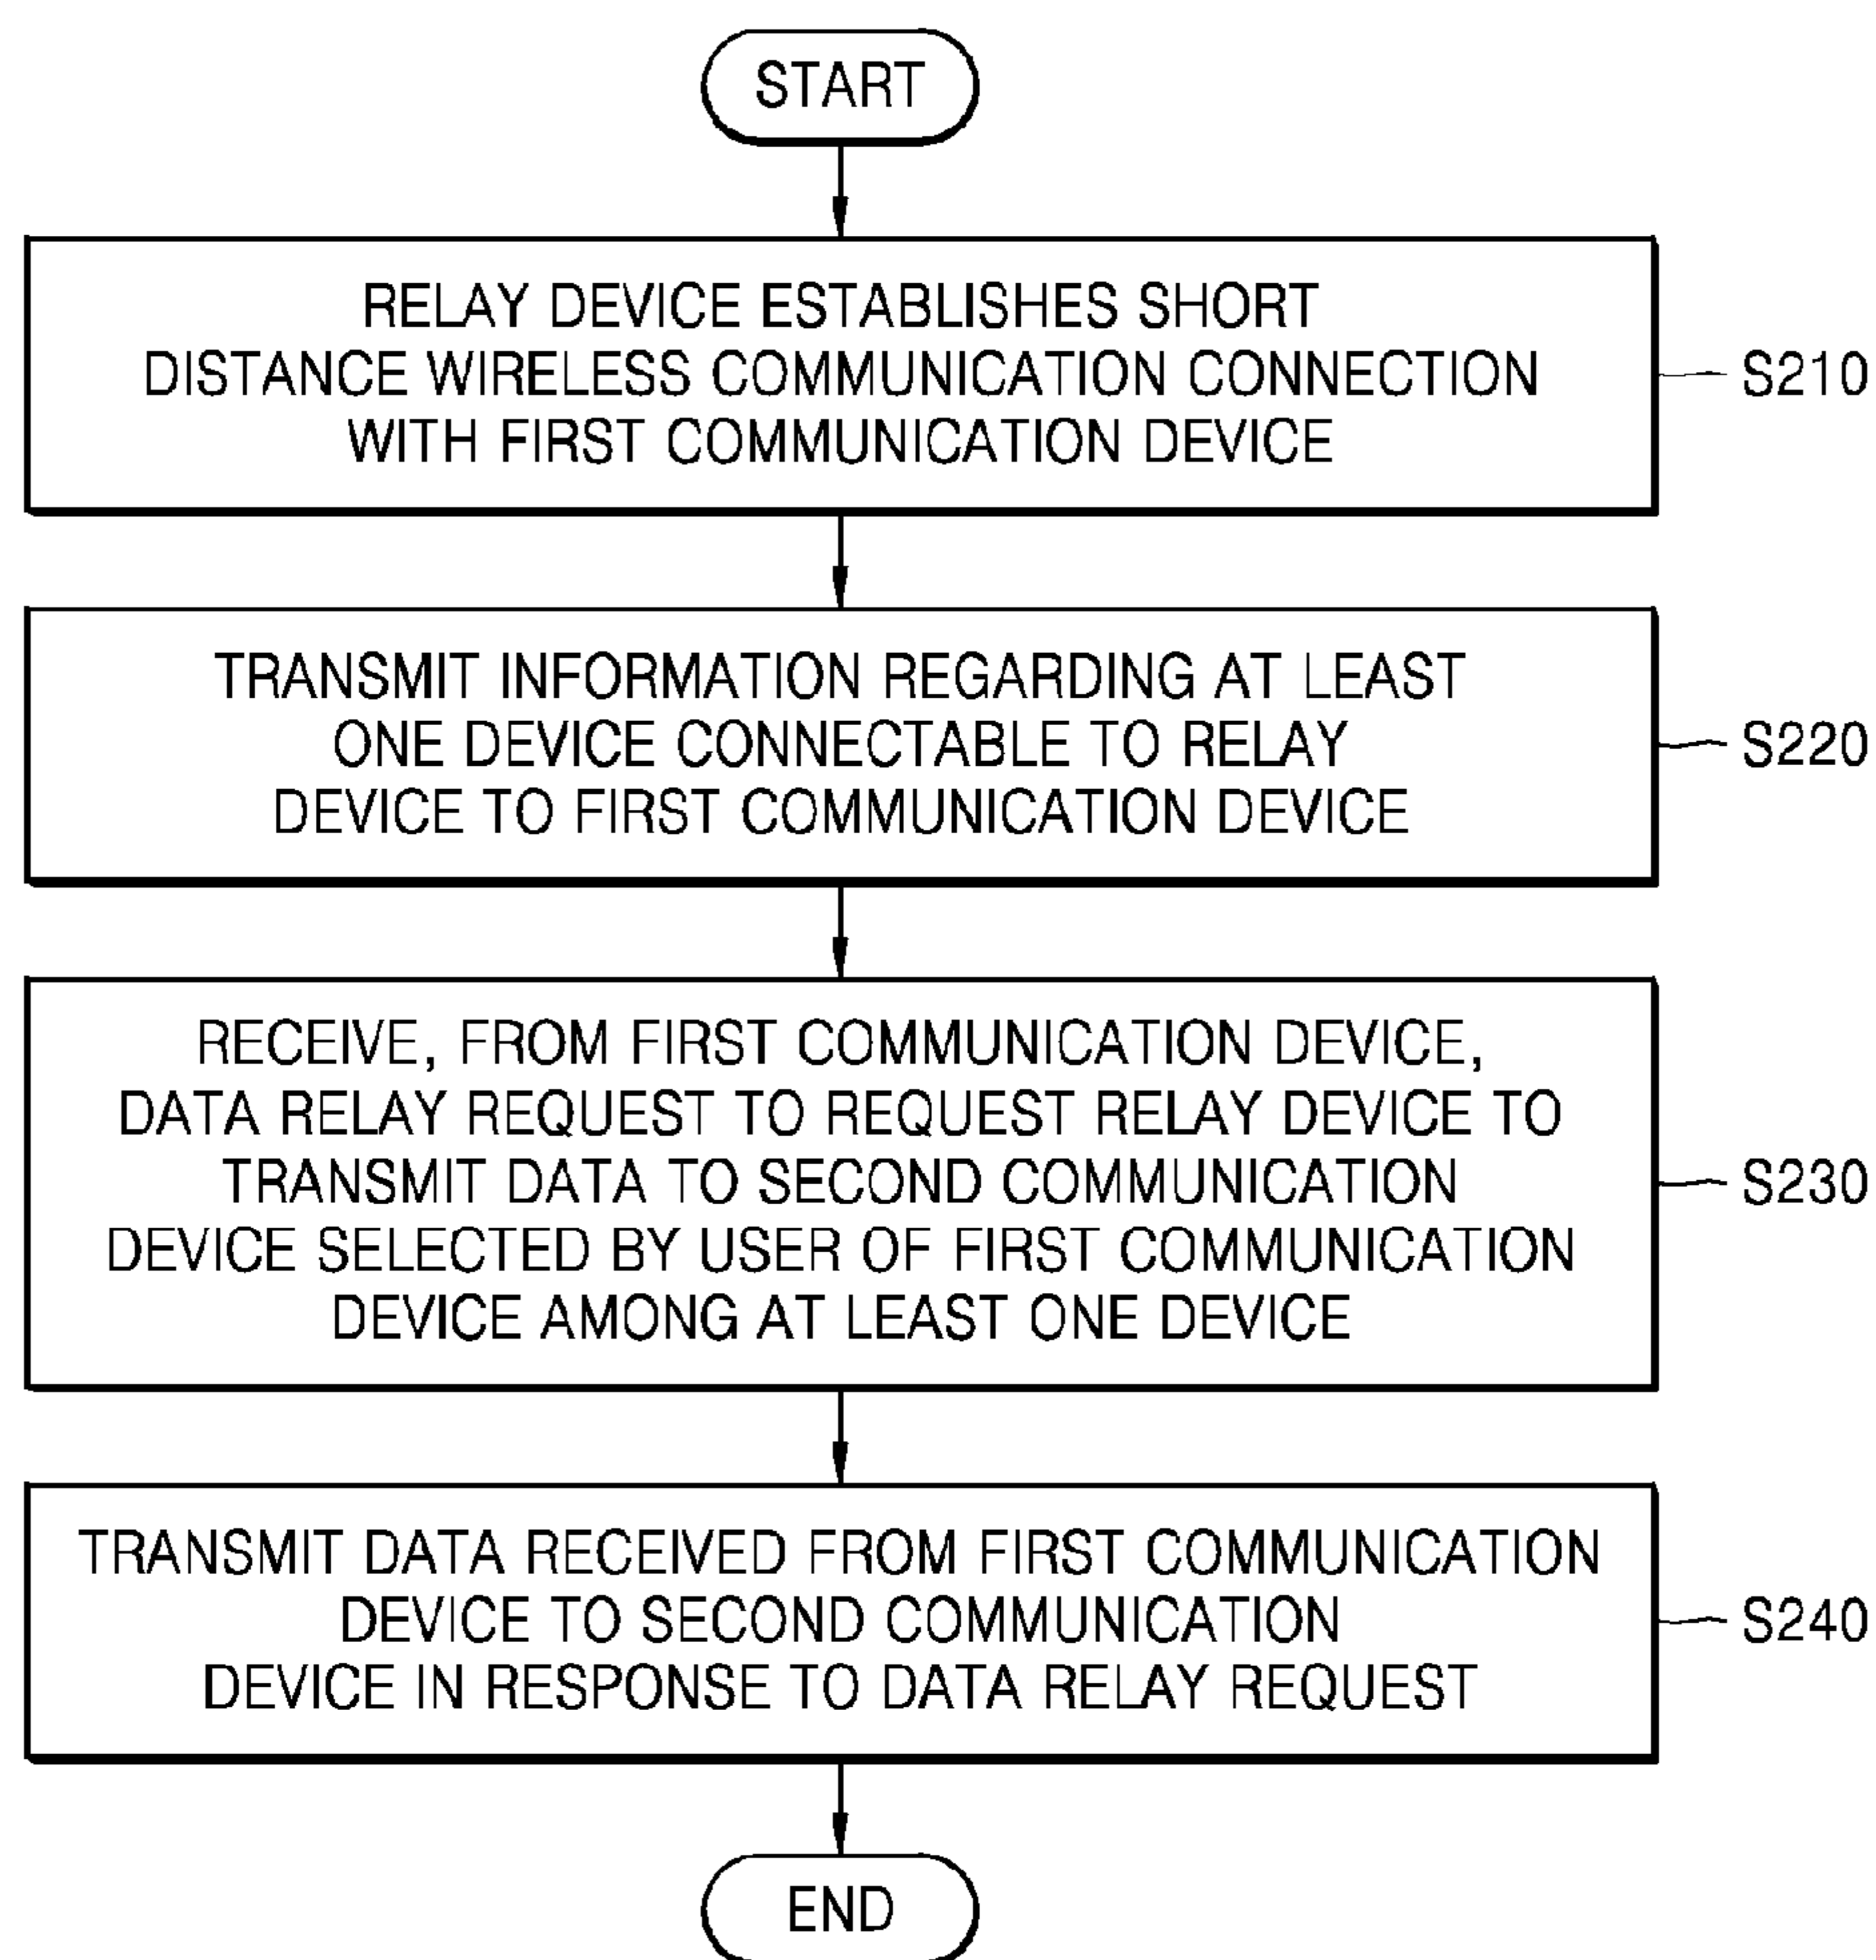 START
RELAY DEVICE ESTABLISHES SHORT
DISTANCE WIRELESS COMMUNICATION CONNECTION
WITH FIRST COMMUNICATION DEVICE
S210
TRANSMIT INFORMATION REGARDING AT LEAST
ONE DEVICE CONNECTABLE TO RELAY
DEVICE TO FIRST COMMUNICATION DEVICE
S220
RECEIVE, FROM FIRST COMMUNICATION DEVICE,
DATA RELAY REQUEST TO REQUEST RELAY DEVICE TO
TRANSMIT DATA TO SECOND COMMUNICATION
DEVICE SELECTED BY USER OF FIRST COMMUNICATION
DEVICE AMONG AT LEAST ONE DEVICE
S230
TRANSMIT DATA RECEIVED FROM FIRST COMMUNICATION
DEVICE TO SECOND COMMUNICATION
DEVICE IN RESPONSE TO DATA RELAY REQUEST
S240
END